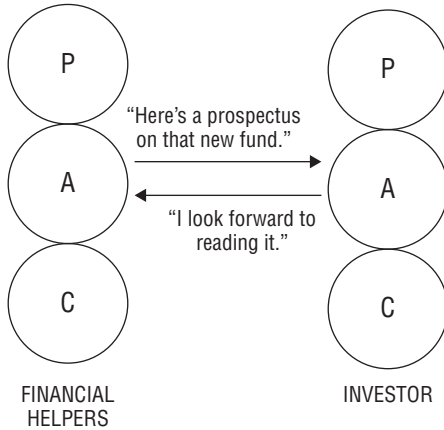 P
P
“Here’s a prospectus
on that new fund.”
A
A
“I look forward to
reading it.”
C
C
FINANCIAL
HELPERS
INVESTOR